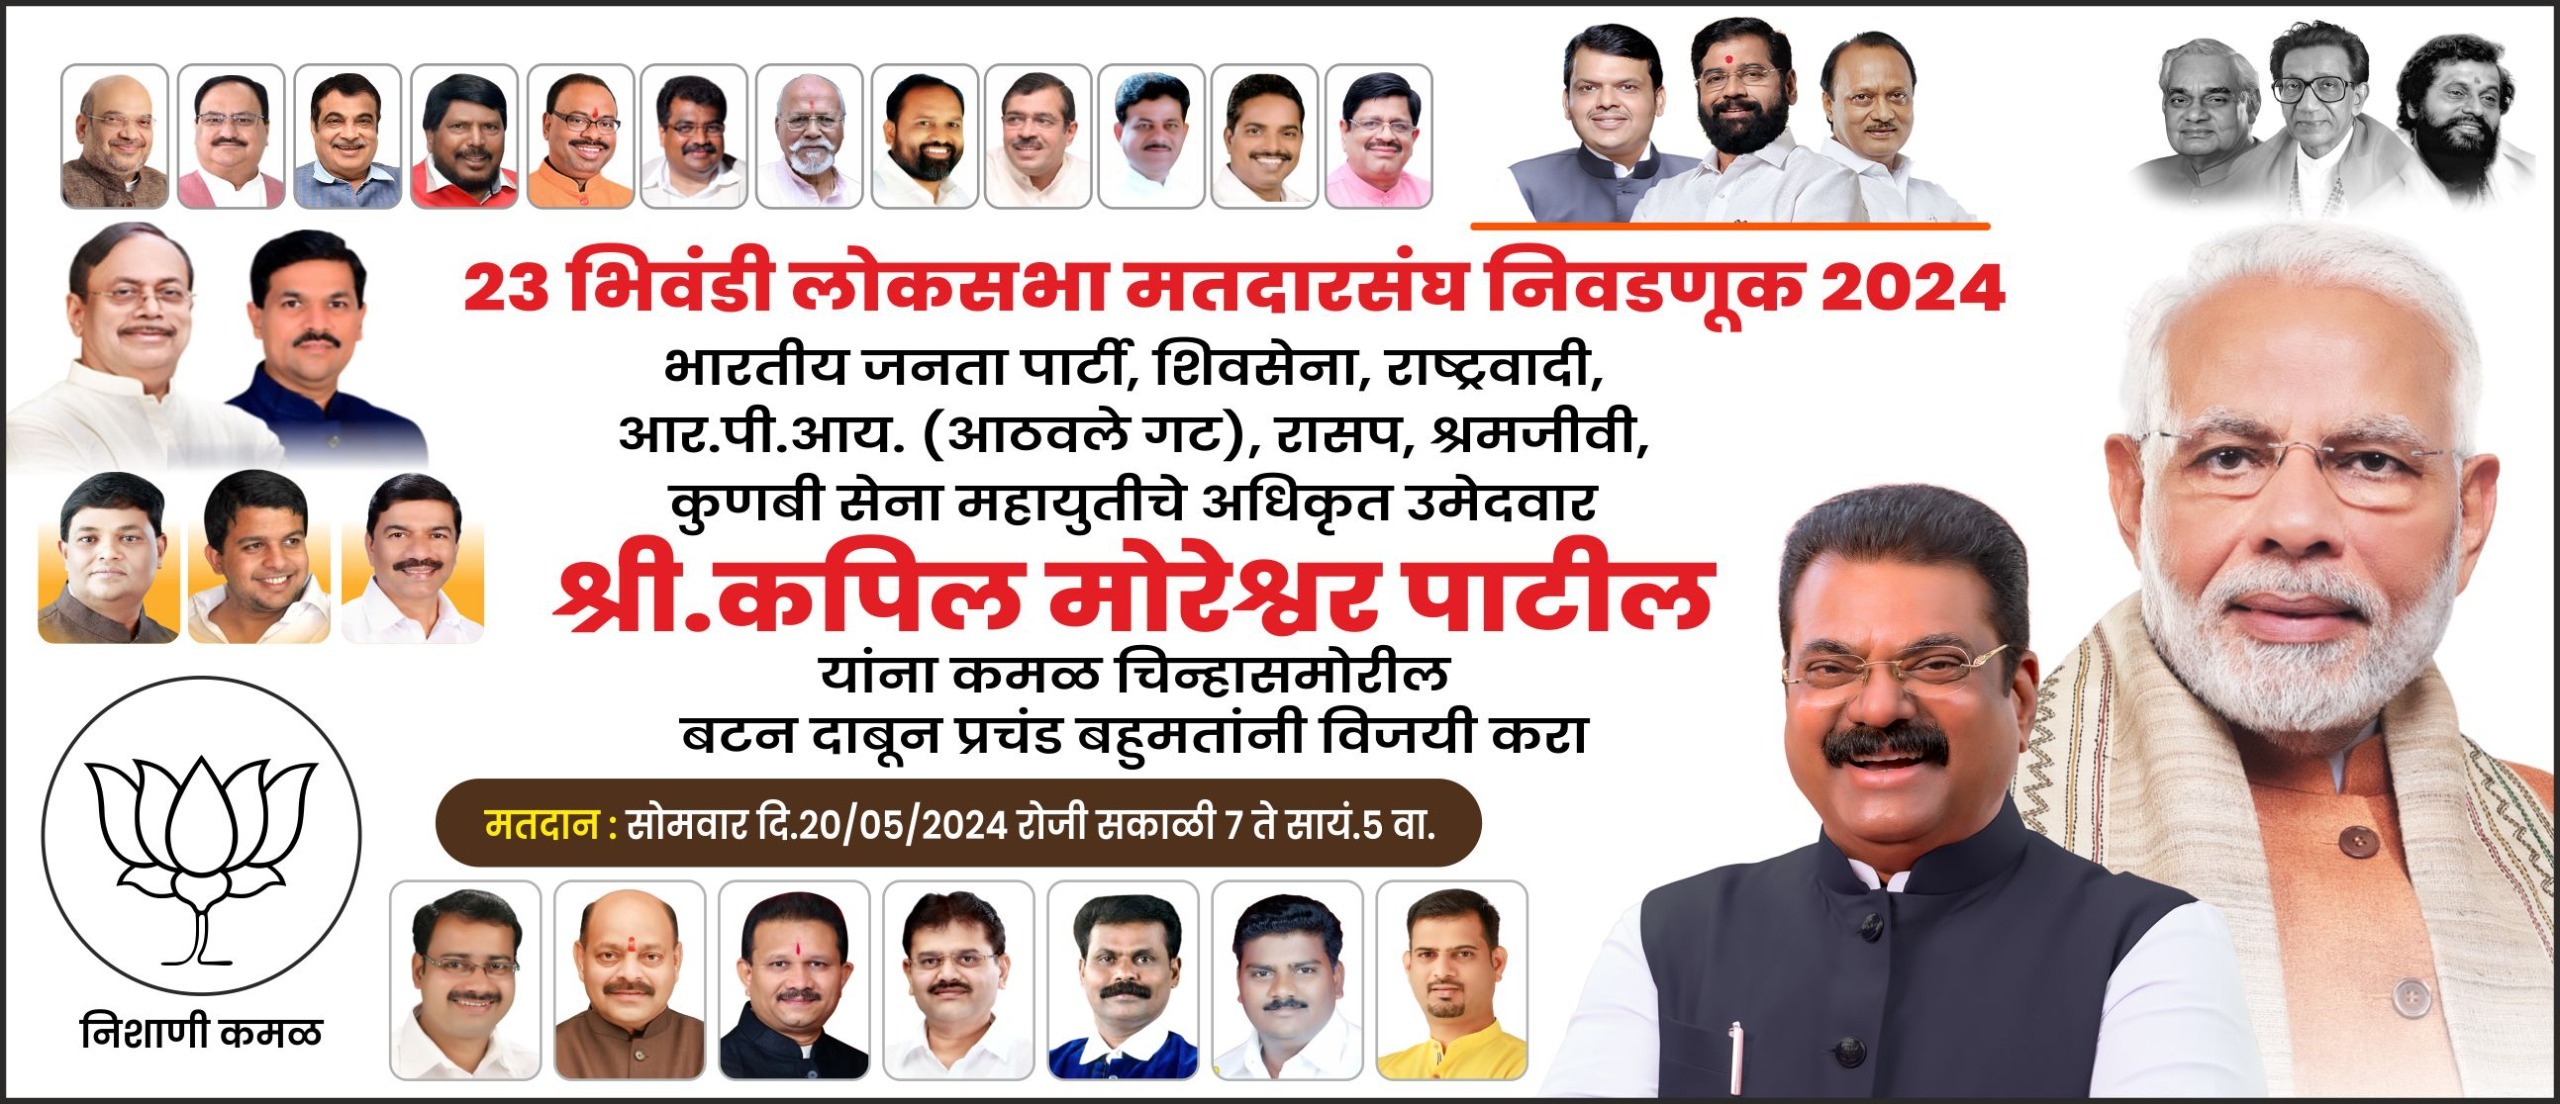 23 भिवंडी लोकसभा मतदारसंघ निवडणूक 2024
भारतीय जनता पार्टी, शिवसेना, राष्ट्रवादी,
आर.पी.आय. (आठवले गट), रासप, श्रमजीवी,
कुणबी सेना महायुतीचे अधिकृत उमेदवार
श्री.कपिल मोरेश्वर पाटील
यांना कमळ चिन्हासमोरील
बटन दाबून प्रचंड बहुमतांनी विजयी करा
मतदान : सोमवार दि.20/05/2024 रोजी सकाळी 7 ते सायं.5 वा.
निशाणी कमळ